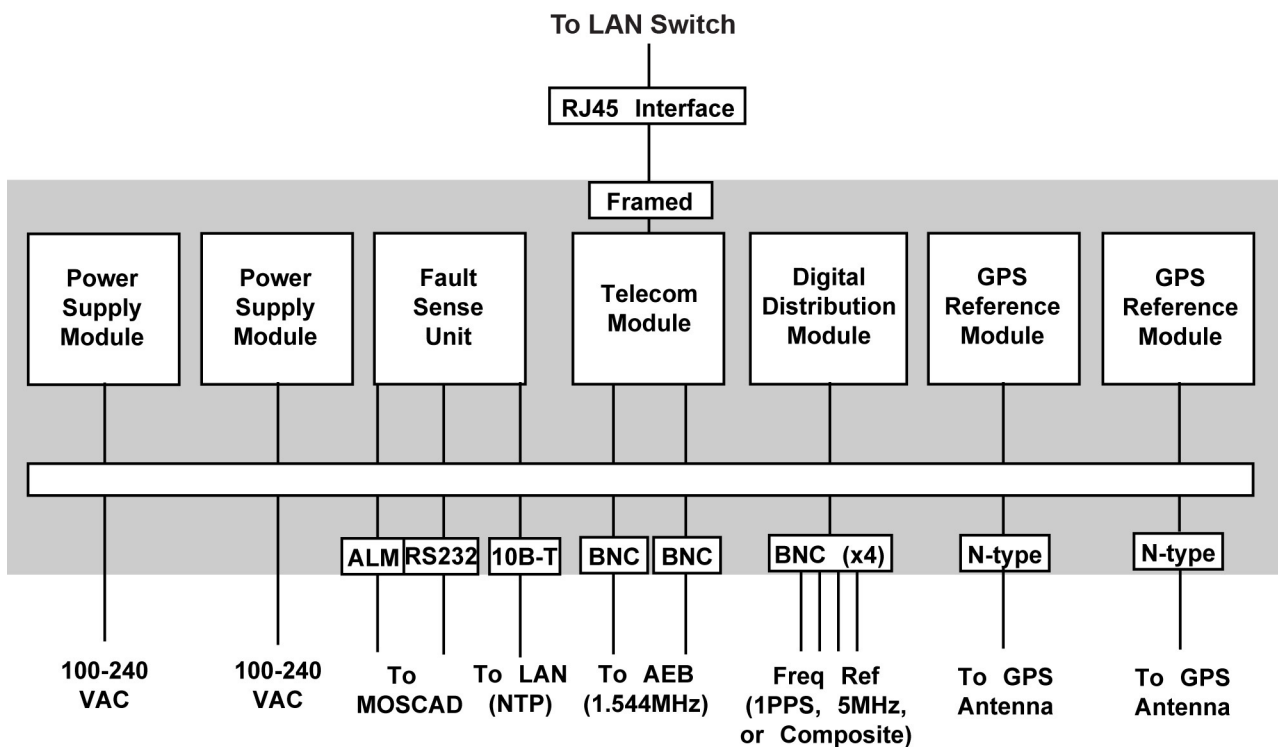 To LAN Switch
RJ45 Interface
Framed
Power
Supply
Module
Power
Supply
Module
Fault
Sense
Unit
Telecom
Module
Digital
Distribution
Module
GPS
Reference
Module
GPS
Reference
Module
ALM
RS232
10B-T
BNC
BNC
BNC (x4)
N-type
N-type
100-240
VAC
100-240
VAC
To
MOSCAD
To LAN
(NTP)
To AEB
(1.544MHz)
Freq Ref
(1PPS, 5MHz,
or Composite)
To GPS
Antenna
To GPS
Antenna